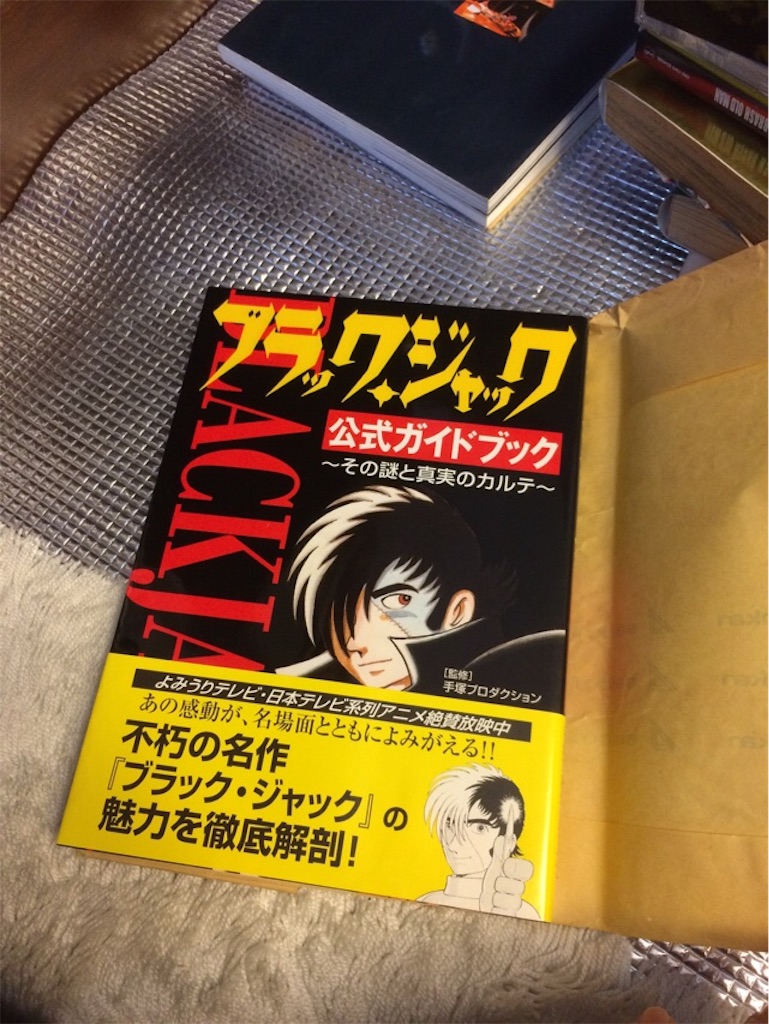 RASH OLD MAN
BLACK JA
ブラック・ジャック
公式ガイドブック
～その謎と真実のカルテ～
[監修]
手塚プロダクション
よみうりテレビ・日本テレビ系列アニメ絶賛放映中
あの感動が、名場面とともによみがえる!!
不朽の名作
『ブラック・ジャック』の
魅力を徹底解剖!